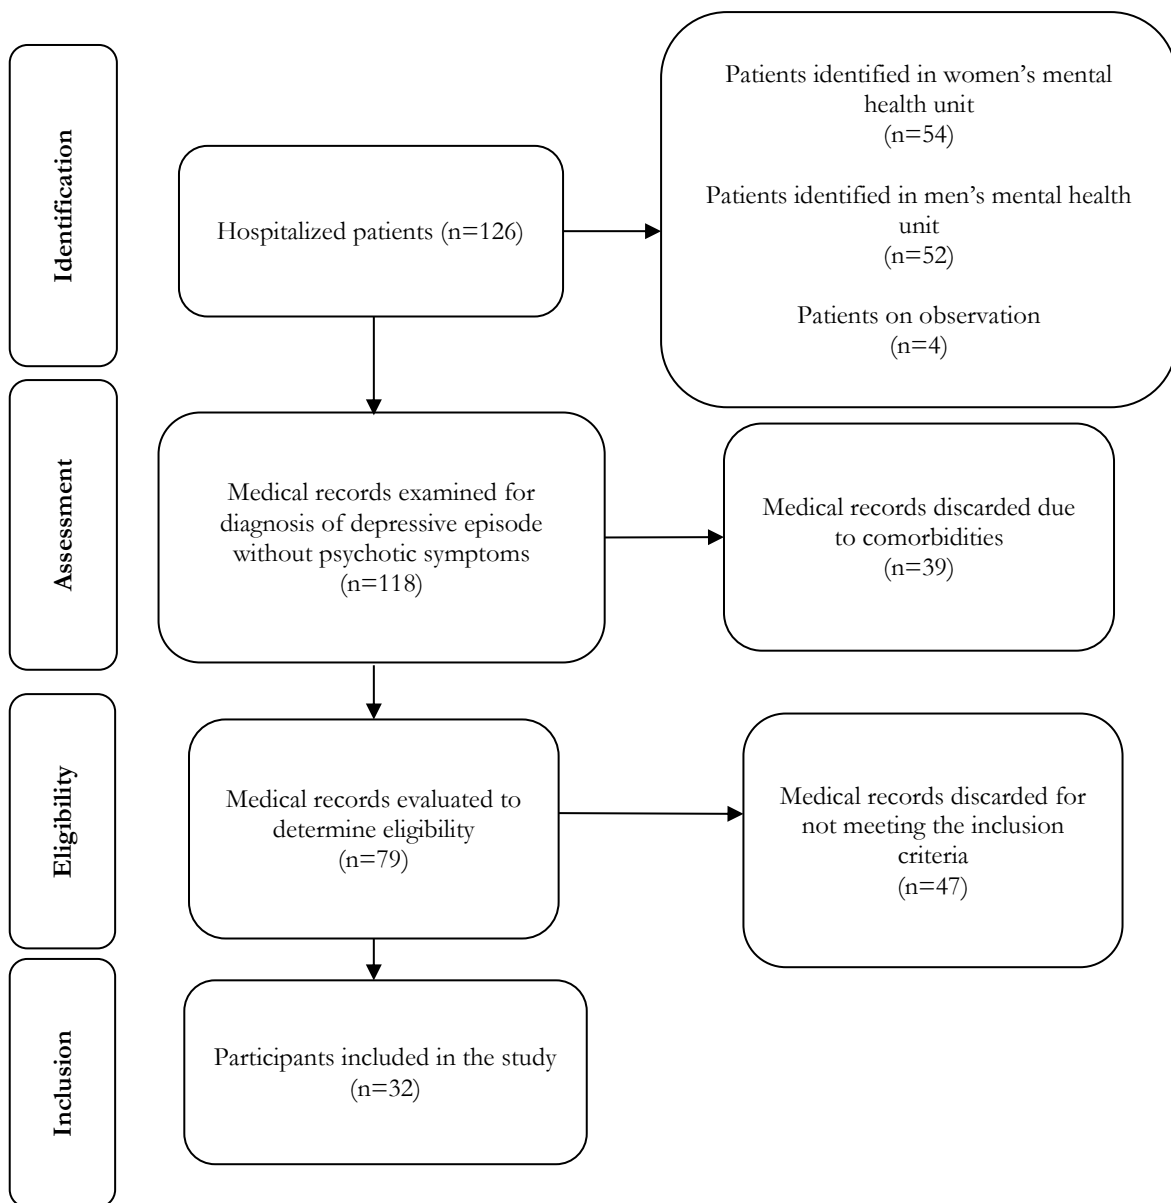 Identification
Hospitalized patients (n=126)
Patients identified in women’s mental
health unit
(n=54)
Patients identified in men’s mental health
unit
(n=52)
Patients on observation
(n=4)
Assessment
Medical records examined for
diagnosis of depressive episode
without psychotic symptoms
(n=118)
Medical records discarded due
to comorbidities
(n=39)
Eligibility
Medical records evaluated to
determine eligibility
(n=79)
Medical records discarded for
not meeting the inclusion
criteria
(n=47)
Inclusion
Participants included in the study
(n=32)